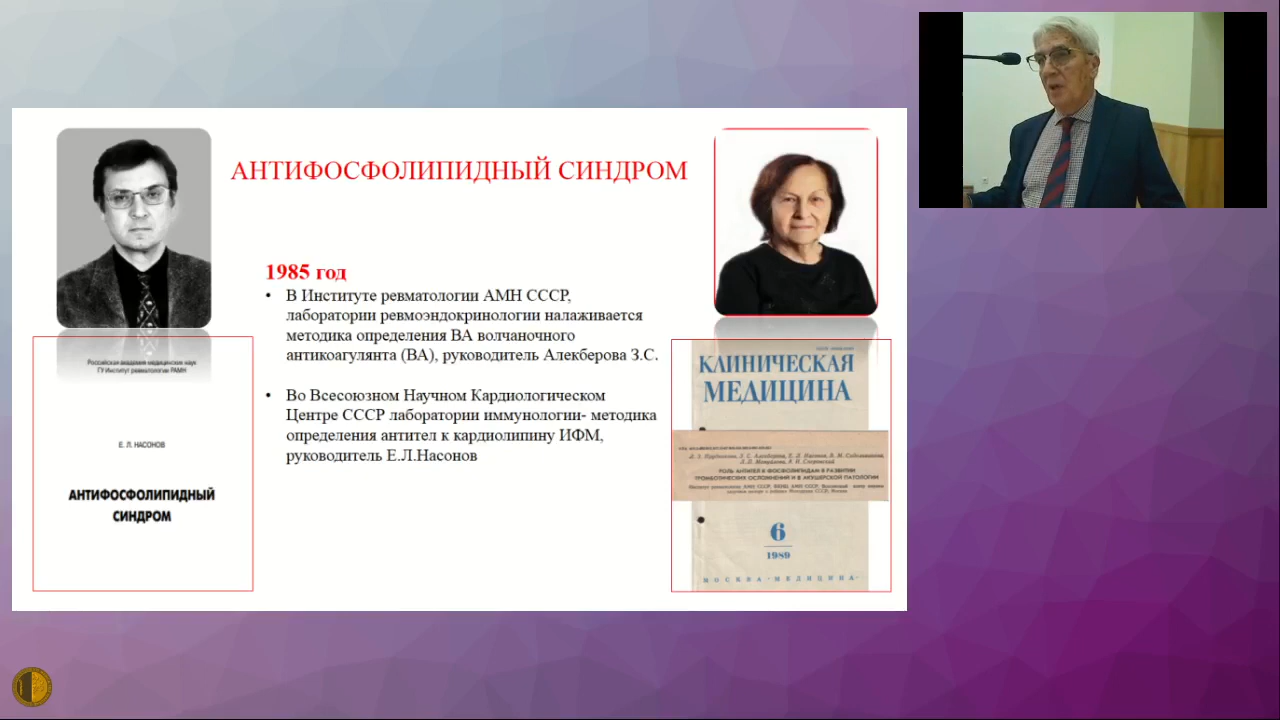 АНТИФОСФОЛИПИДНЫЙ СИНДРОМ
1985 год
• В Институте ревматологии АМН СССР,
лаборатории ревмоэндокринологии налаживается
методика определения ВА волчаночного
антикоагулянта (ВА), руководитель Алекберова З.С.
• Во Всесоюзном Научном Кардиологическом
Центре СССР лаборатории иммунологии- методика
определения антител к кардиолипину ИФМ,
руководитель Е.Л.Насонов
Российская академия медицинских наук
ГУ Институт ревматологии РАМН
Е. Л. НАСОНОВ
АНТИФОСФОЛИПИДНЫЙ
СИНДРОМ
КЛИНИЧЕСКАЯ
МЕДИЦИНА
РОЛЬ АНТИТЕЛ К ФОСФОЛИПИДАМ В РАЗВИТИИ
ТРОМБОТИЧЕСКИХ ОСЛОЖНЕНИЙ И В АКУШЕРСКОЙ ПАТОЛОГИИ
6
1989
МОСКВА · МЕДИЦИНА ·